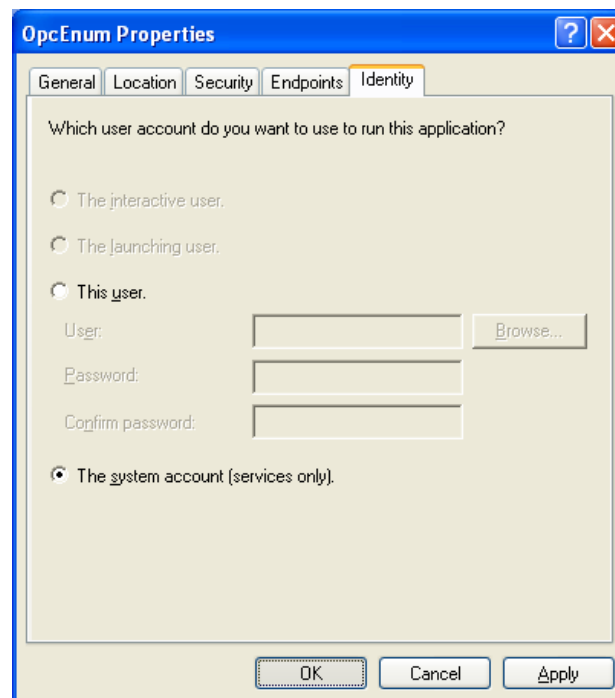 OpcEnum Properties
General Location Security Endpoints Identity
Which user account do you want to use to run this application?
The interactive user.
The launching user.
This user.
User: Browse...
Password:
Confirm password:
The system account (services only).
OK Cancel Apply